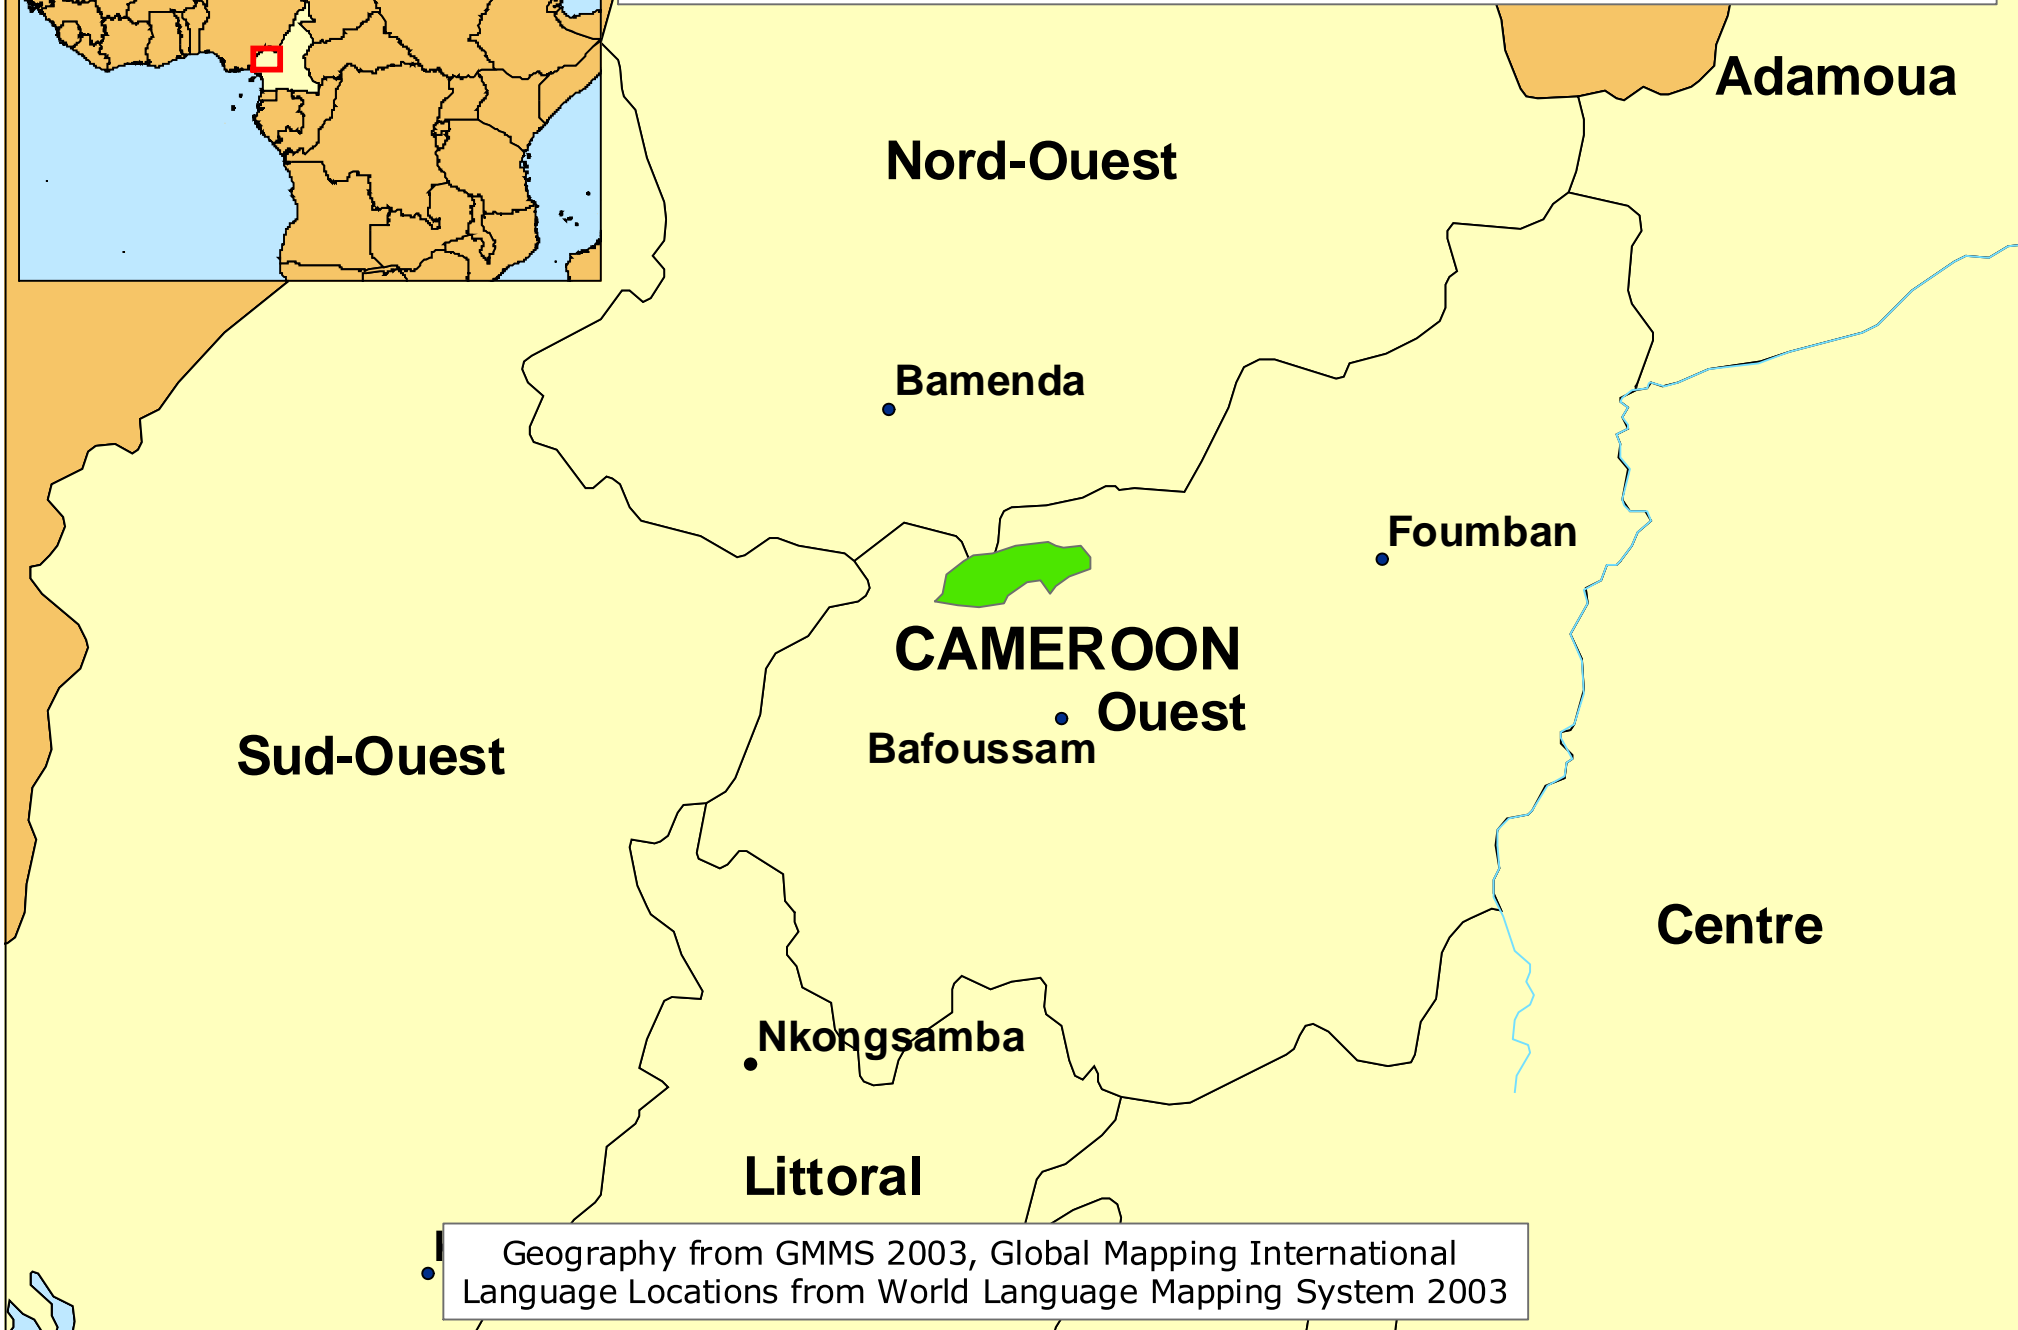 Adamoua
Nord-Ouest
Bamenda
Foumban
CAMEROON
Ouest
Bafoussam
Sud-Ouest
Centre
Nkongsamba
Littoral
Geography from GMMS 2003, Global Mapping International
Language Locations from World Language Mapping System 2003